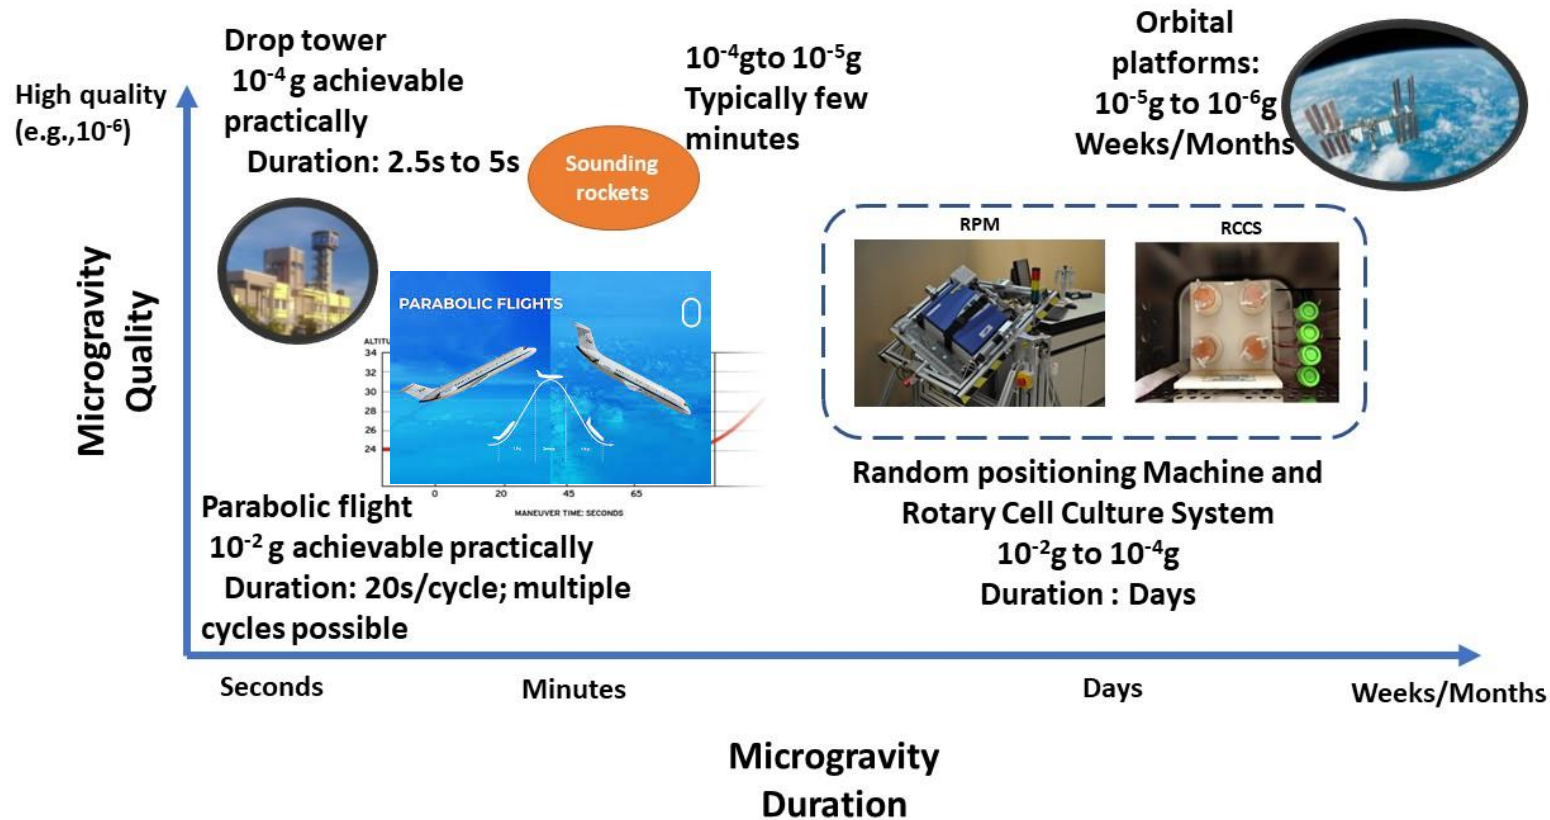 Drop tower
10⁻⁴ g achievable
practically
Duration: 2.5s to 5s
High quality
(e.g.,10⁻⁶)
Sounding
rockets
10⁻⁴gto 10⁻⁵g
Typically few
minutes
Orbital
platforms:
10⁻⁵g to 10⁻⁶g
Weeks/Months
Microgravity
Quality
PARABOLIC FLIGHTS
ALTITU
34
32
30
28
26
24
0 20 45 65
MANEUVER TIME: SECONDS
RPM
RCCS
Random positioning Machine and
Rotary Cell Culture System
10⁻²g to 10⁻⁴g
Duration : Days
Parabolic flight
10⁻² g achievable practically
Duration: 20s/cycle; multiple
cycles possible
Seconds
Minutes
Days
Weeks/Months
Microgravity
Duration